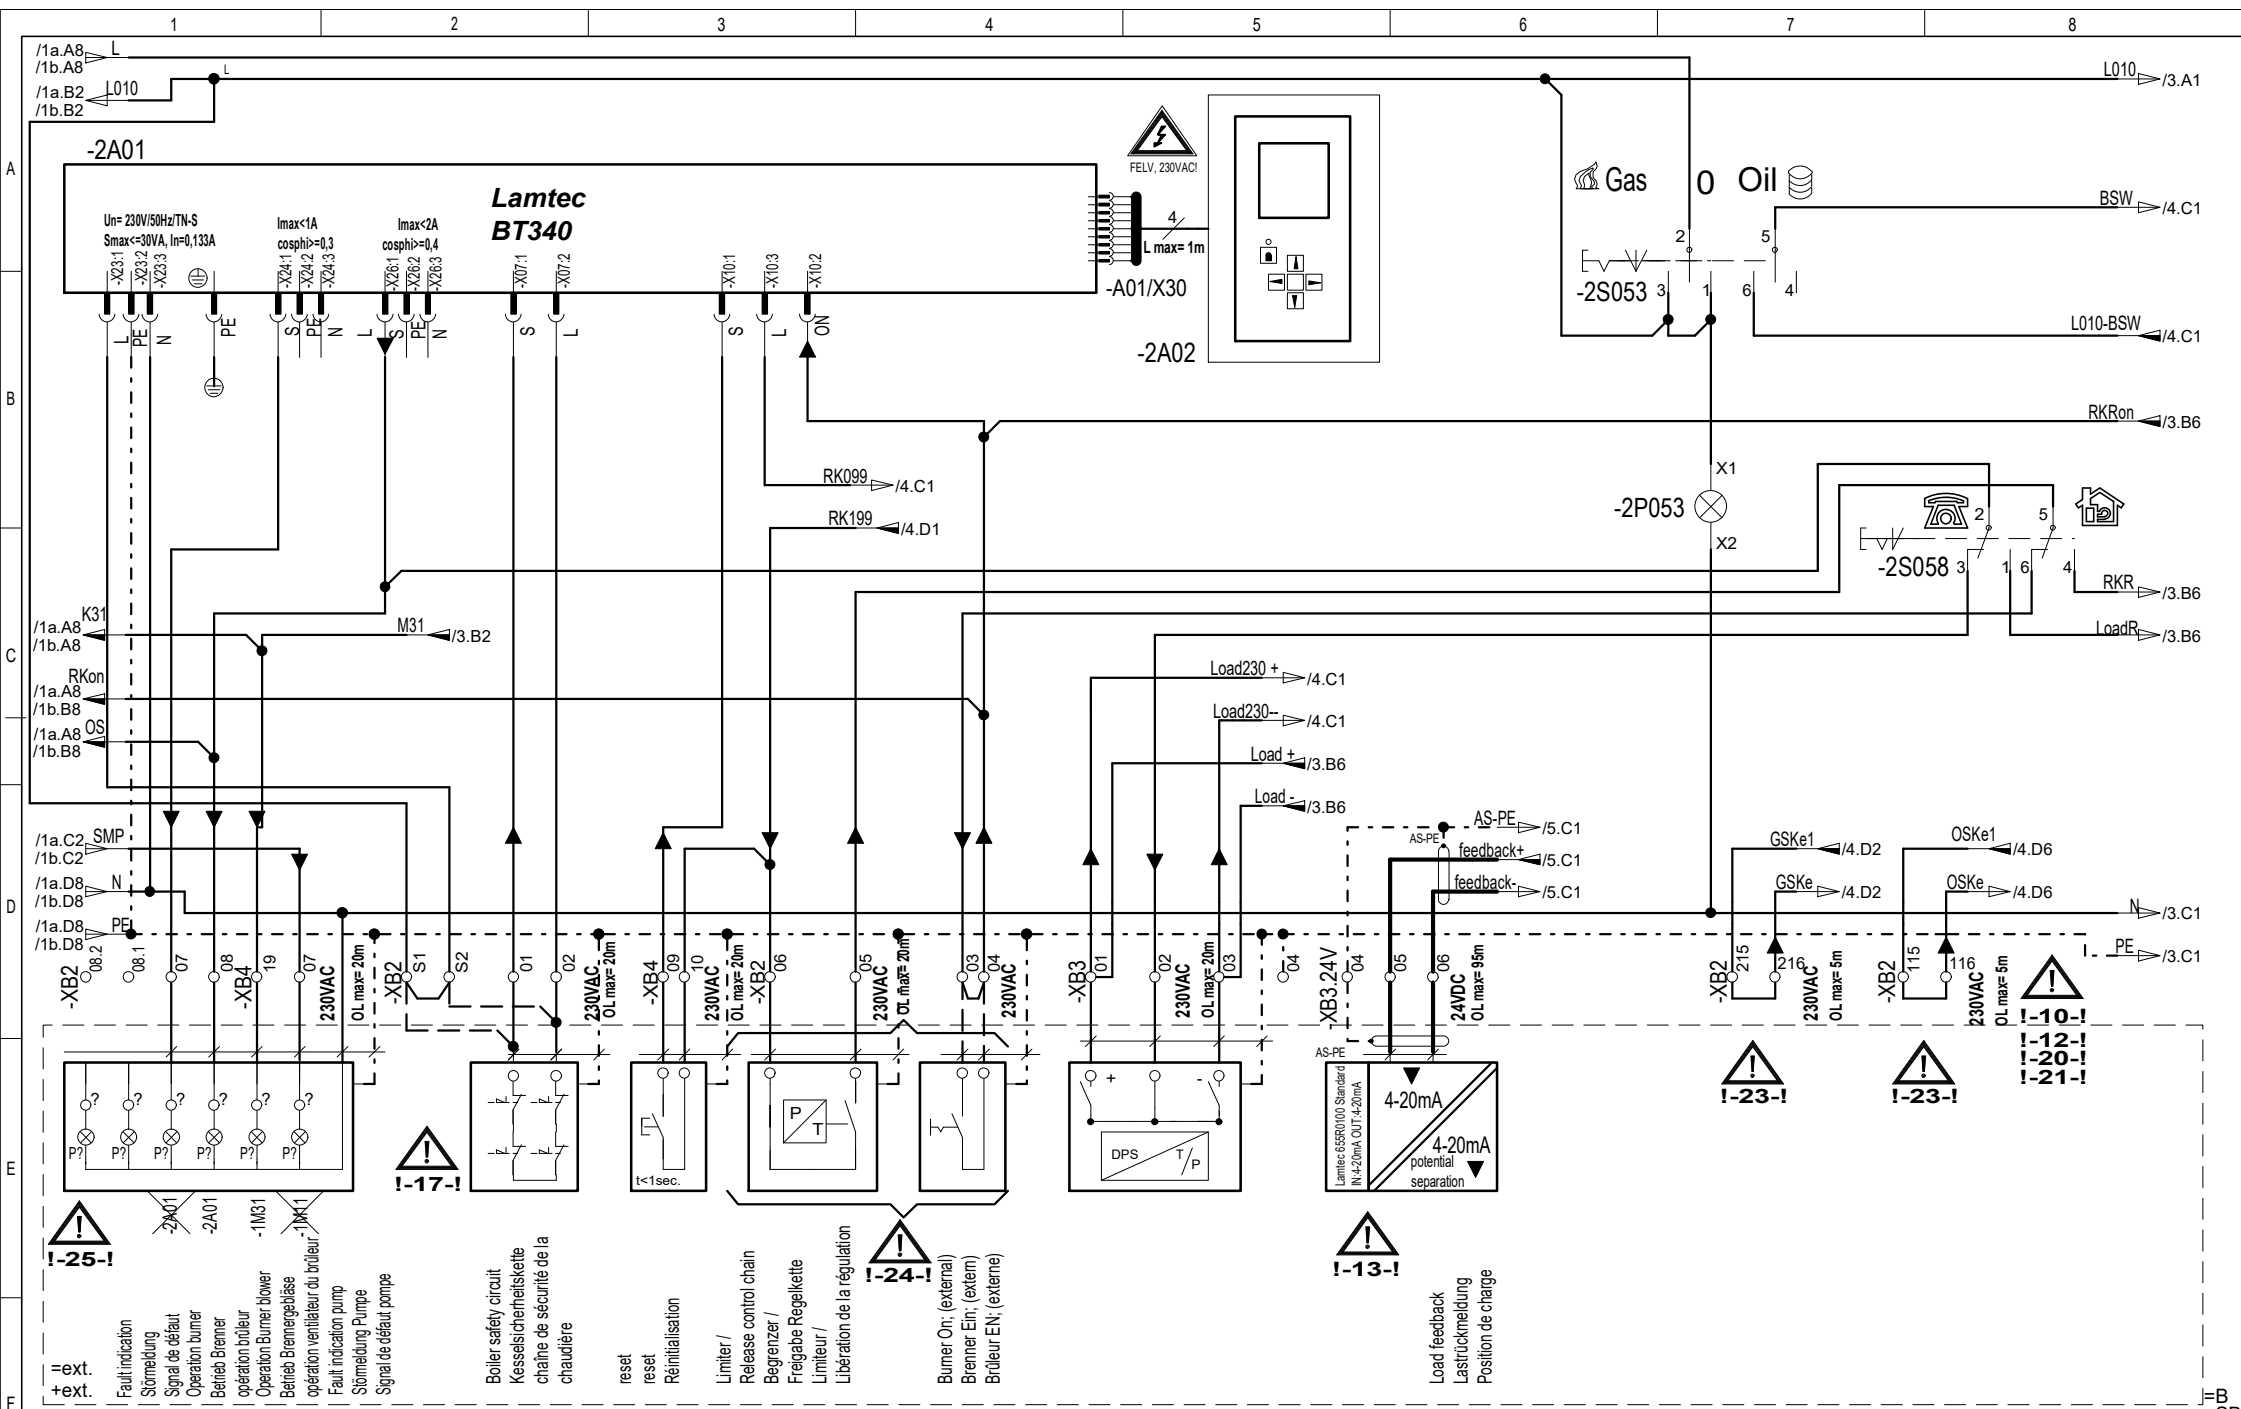 1 2 3 4 5 6 7 8
A
B
C
D
E
F
/1a.A8
/1b.A8
L
/1a.B2
/1b.B2
L010
L
L010
/3.A1
-2A01
Lamtec
BT340
Un= 230V/50Hz/TN-S
Smax<=30VA, In=0,133A
Imax<1A
cosphi>=0,3
Imax<2A
cosphi>=0,4
-X23:1
-X23:2
-X23:3
-X24:1
-X24:2
-X24:3
-X26:1
-X26:2
-X26:3
-X07:1
-X07:2
-X10:1
-X10:3
-X10:2
L
PE
N
PE
S
PE
N
L
S
PE
N
S
L
S
L
ON
FELV, 230VAC!
4
L max= 1m
-A01/X30
-2A02
Gas
0
Oil
BSW
/4.C1
2
5
-2S053
3
1
6
4
L010-BSW
/4.C1
RKRon
/3.B6
RK099
/4.C1
RK199
/4.D1
X1
-2P053
X2
2
5
-2S058
3
1
6
4
RKR
/3.B6
LoadR
/3.B6
K31
/1a.A8
/1b.A8
M31
/3.B2
RKon
/1a.A8
/1b.B8
OS
/1a.A8
/1b.B8
Load230 +
/4.C1
Load230--
/4.C1
Load +
/3.B6
Load -
/3.B6
/1a.C2
/1b.C2
SMP
/1a.D8
/1b.D8
N
/1a.D8
/1b.D8
PE
AS-PE
AS-PE
/5.C1
feedback+
/5.C1
feedback-
/5.C1
GSKe1
/4.D2
GSKe
/4.D2
OSKe1
/4.D6
OSKe
/4.D6
N
/3.C1
PE
/3.C1
-XB2
08.2
08.1
07
08
-XB4
19
07
230VAC
OL max= 20m
-XB2
S1
S2
01
02
230VAC
OL max= 20m
-XB4
09
10
230VAC
OL max= 20m
-XB2
06
05
230VAC
OL max= 20m
03
04
230VAC
-XB3
01
02
230VAC
03
OL max= 20m
04
-XB3.24V
04
05
06
24VDC
OL max= 95m
-XB2
215
216
230VAC
OL max= 5m
-XB2
115
116
230VAC
OL max= 5m
!-10-!
!-12-!
!-20-!
!-21-!
!-23-!
!-23-!
? ? ? ? ? ?
P? P? P? P? P? P?
-2A01
-2A01
-1M31
-1M11
!-25-!
!-17-!
t<1sec.
P
T
!-24-!
+
-
DPS
T/P
AS-PE
Lamtec 655R0100 Standard
IN:4-20mA OUT:4-20mA
4-20mA
4-20mA
potential
separation
!-13-!
=ext.
+ext.
Fault indication
Störmeldung
Signal de défaut
Operation burner
Betrieb Brenner
opération brûleur
Operation Burner blower
Betrieb Brennergebläse
opération ventilateur du brûleur
Fault indication pump
Störmeldung Pumpe
Signal de défaut pompe
Boiler safety circuit
Kesselsicherheitskette
chaîne de sécurité de la
chaudière
reset
reset
Réinitialisation
Limiter /
Release control chain
Begrenzer /
Freigabe Regelkette
Limiteur /
Libération de la régulation
Burner On; (external)
Brenner Ein; (extern)
Brûleur EN; (externe)
Load feedback
Lastrückmeldung
Position de charge
=B